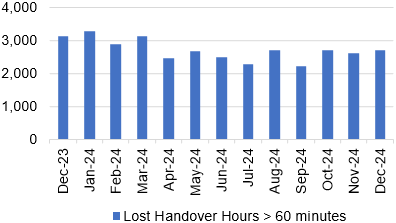 4,000
3,000
2,000
1,000
0
Dec-23
Jan-24
Feb-24
Mar-24
Apr-24
May-24
Jun-24
Jul-24
Aug-24
Sep-24
Oct-24
Nov-24
Dec-24
Lost Handover Hours > 60 minutes